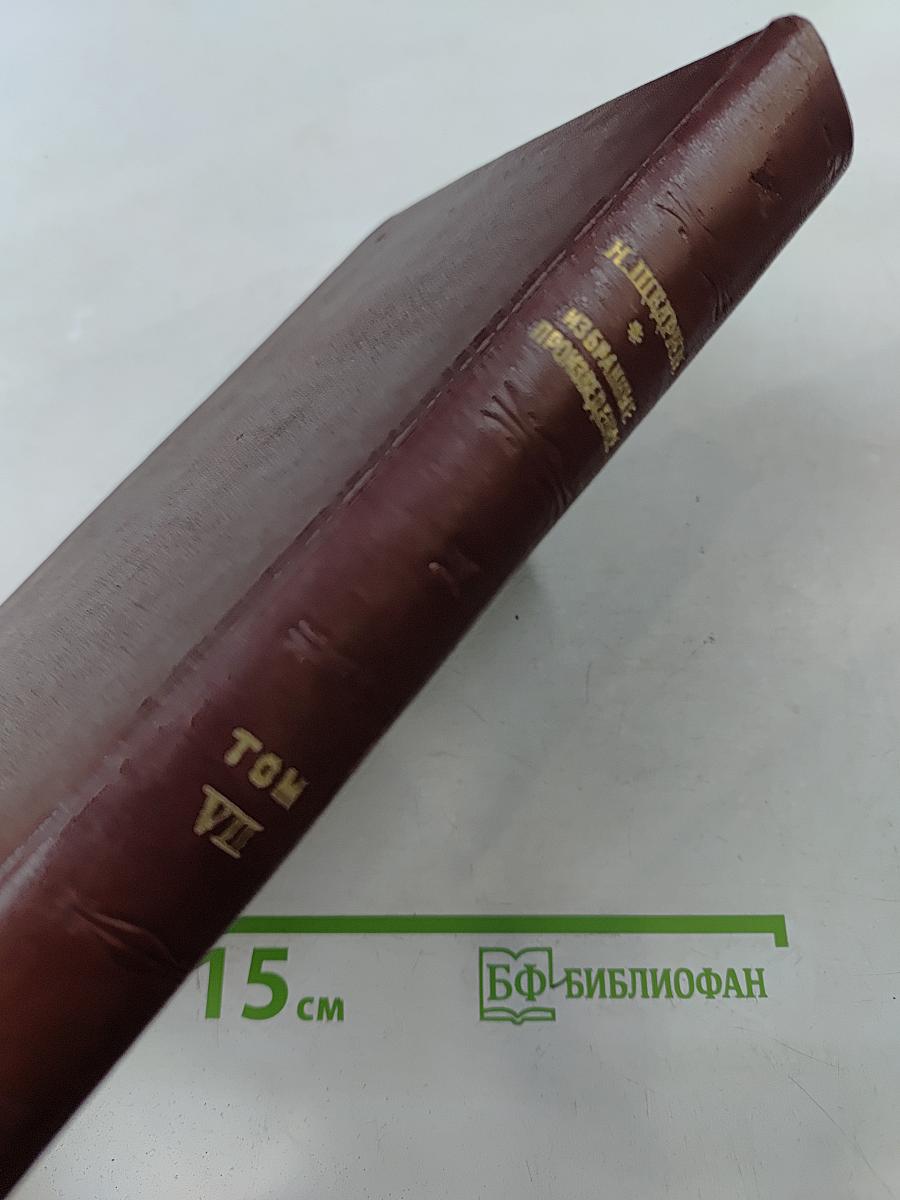 Н. ЩЕДРИН
*
ИЗБРАННЫЕ
ПРОИЗВЕДЕНИЯ
ТОМ
VII
15 см
БФ БИБЛИОФАН